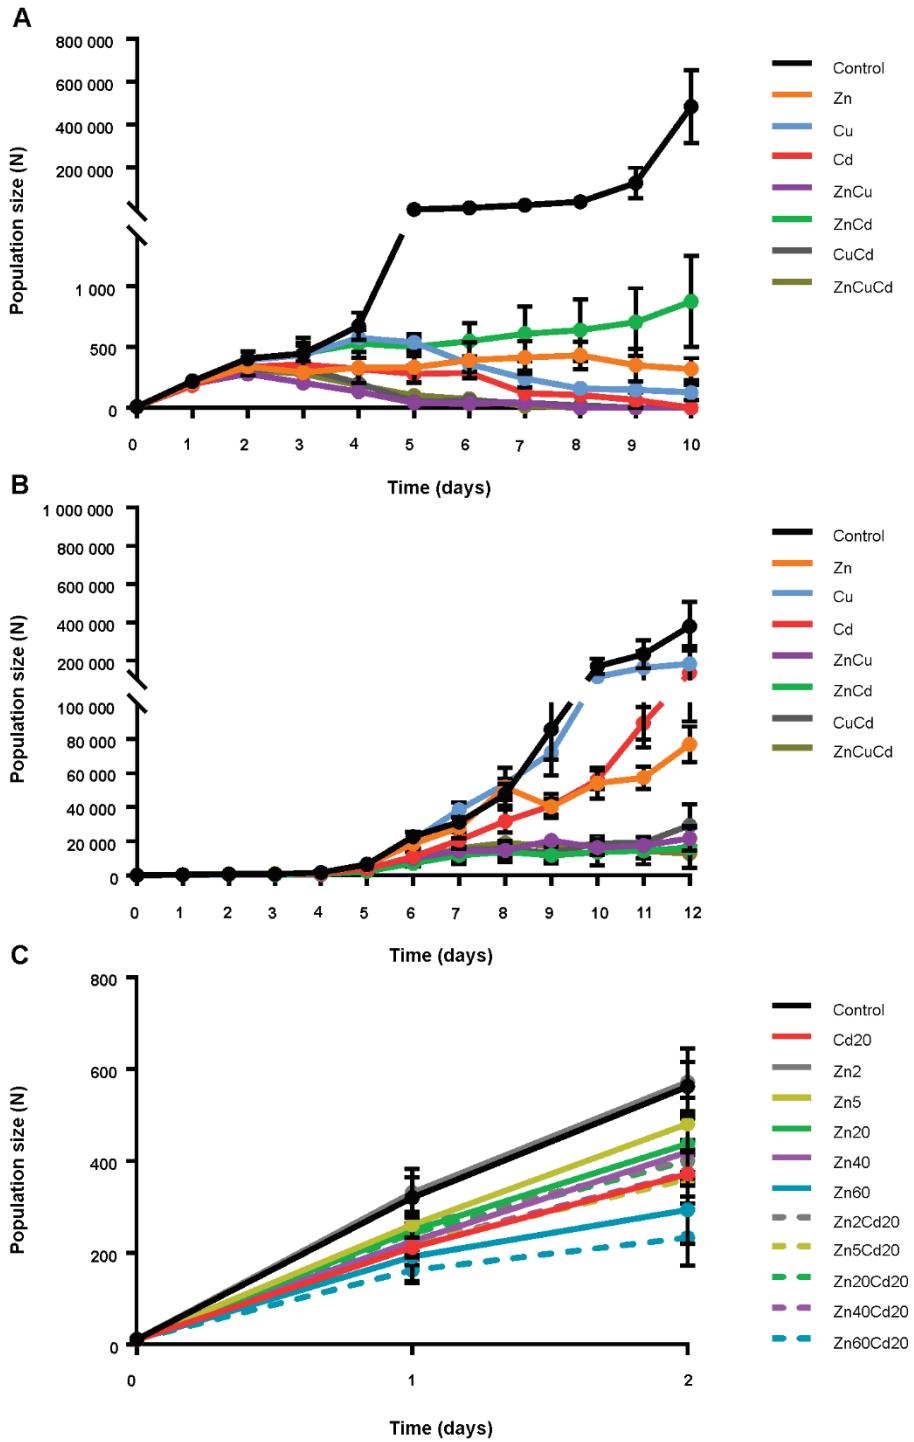 A
Population size (N)
800 000
600 000
400 000
200 000
1 000
500
0
0 1 2 3 4 5 6 7 8 9 10
Time (days)
Control
Zn
Cu
Cd
ZnCu
ZnCd
CuCd
ZnCuCd
B
Population size (N)
1 000 000
800 000
600 000
400 000
200 000
100 000
80 000
60 000
40 000
20 000
0
0 1 2 3 4 5 6 7 8 9 10 11 12
Time (days)
Control
Zn
Cu
Cd
ZnCu
ZnCd
CuCd
ZnCuCd
C
Population size (N)
800
600
400
200
0
0 1 2
Time (days)
Control
Cd20
Zn2
Zn5
Zn20
Zn40
Zn60
Zn2Cd20
Zn5Cd20
Zn20Cd20
Zn40Cd20
Zn60Cd20